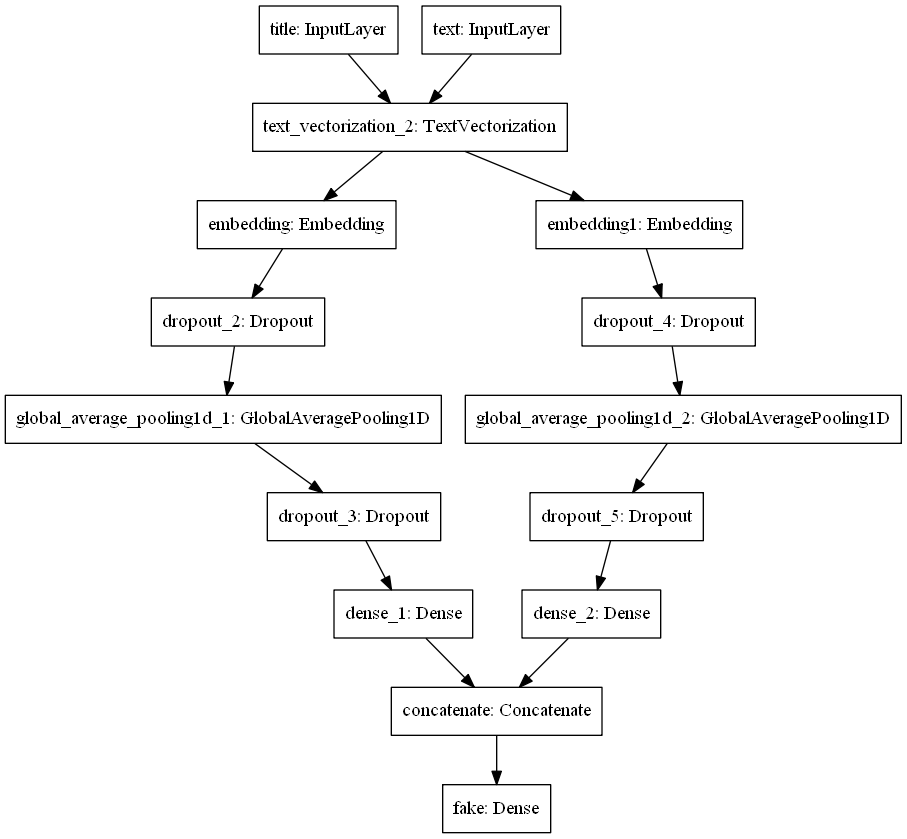 title: InputLayer
text: InputLayer
text_vectorization_2: TextVectorization
embedding: Embedding
embedding1: Embedding
dropout_2: Dropout
dropout_4: Dropout
global_average_pooling1d_1: GlobalAveragePooling1D
global_average_pooling1d_2: GlobalAveragePooling1D
dropout_3: Dropout
dropout_5: Dropout
dense_1: Dense
dense_2: Dense
concatenate: Concatenate
fake: Dense